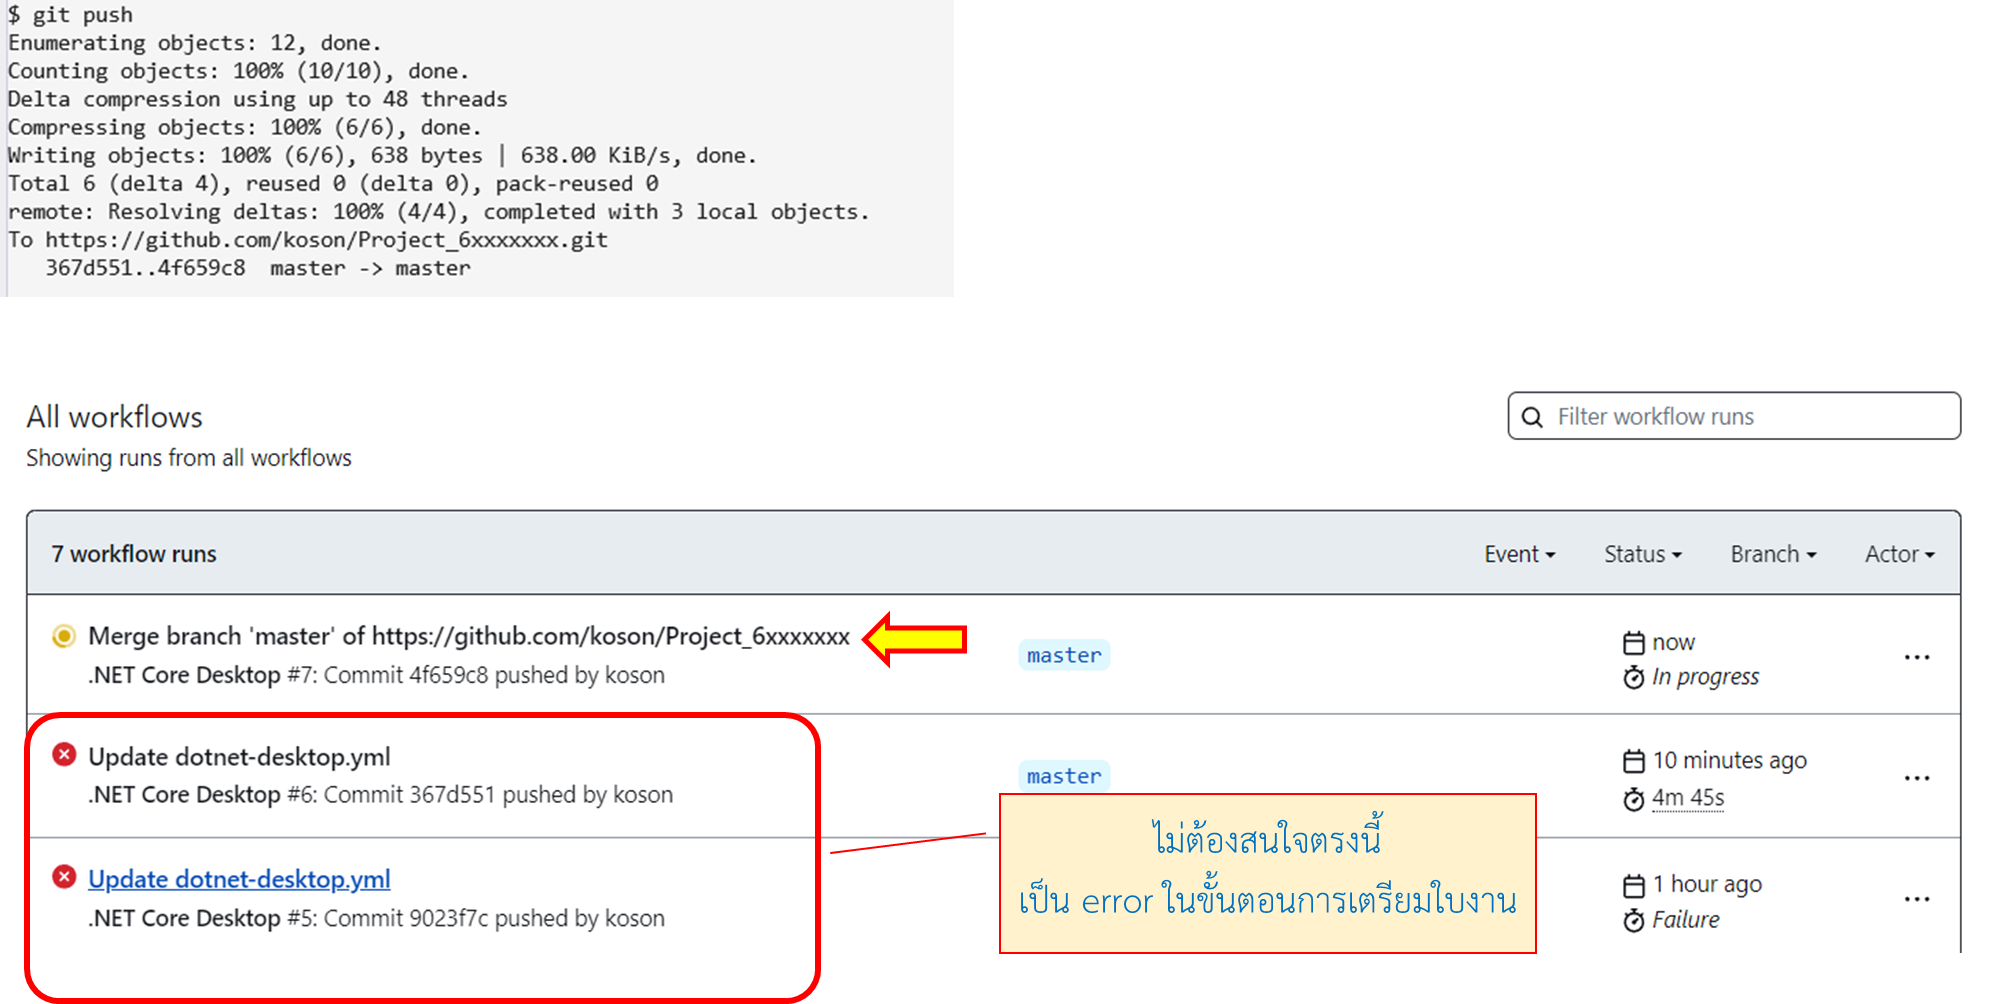 $ git push
Enumerating objects: 12, done.
Counting objects: 100% (10/10), done.
Delta compression using up to 48 threads
Compressing objects: 100% (6/6), done.
Writing objects: 100% (6/6), 638 bytes | 638.00 KiB/s, done.
Total 6 (delta 4), reused 0 (delta 0), pack-reused 0
remote: Resolving deltas: 100% (4/4), completed with 3 local objects.
To https://github.com/koson/Project_6xxxxxxx.git
   367d551..4f659c8  master -> master
All workflows
Filter workflow runs
Showing runs from all workflows
7 workflow runs
Event
Status
Branch
Actor
Merge branch 'master' of https://github.com/koson/Project_6xxxxxxx
.NET Core Desktop #7: Commit 4f659c8 pushed by koson
master
now
In progress
Update dotnet-desktop.yml
.NET Core Desktop #6: Commit 367d551 pushed by koson
master
10 minutes ago
4m 45s
ไม่ต้องสนใจตรงนี้
เป็น error ในขั้นตอนการเตรียมใบงาน
Update dotnet-desktop.yml
.NET Core Desktop #5: Commit 9023f7c pushed by koson
1 hour ago
Failure